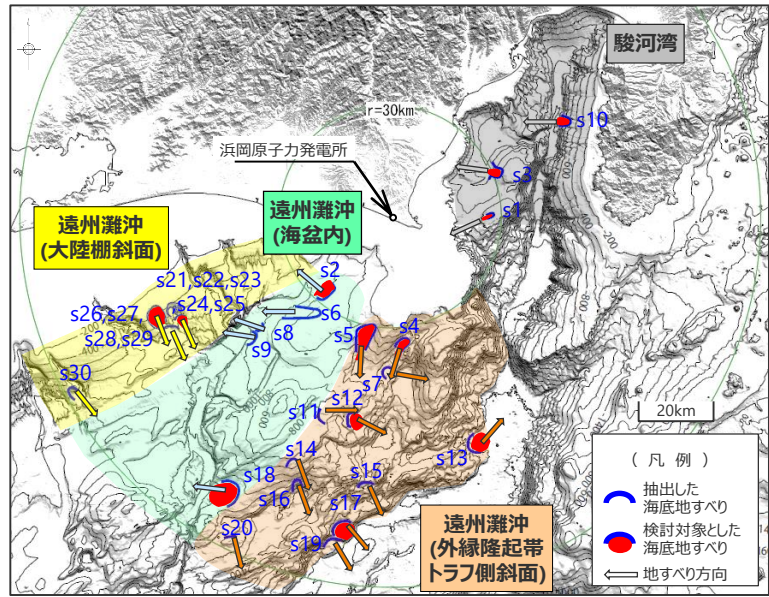 駿河湾
r=30km
s10
浜岡原子力発電所
s3
s1
遠州灘沖
(海盆内)
遠州灘沖
(大陸棚斜面)
s2
s21,s22,s23,
s24,s25
s26,s27,
s28,s29
s6
s8
s9
s5
s4
s7
s30
s11
s12
20km
s13
s14
s15
s16
s18
s17
s20
s19
遠州灘沖
(外縁隆起帯
トラフ側斜面)
(凡例)
抽出した
海底地すべり
検討対象とした
海底地すべり
地すべり方向
200
400
600
800